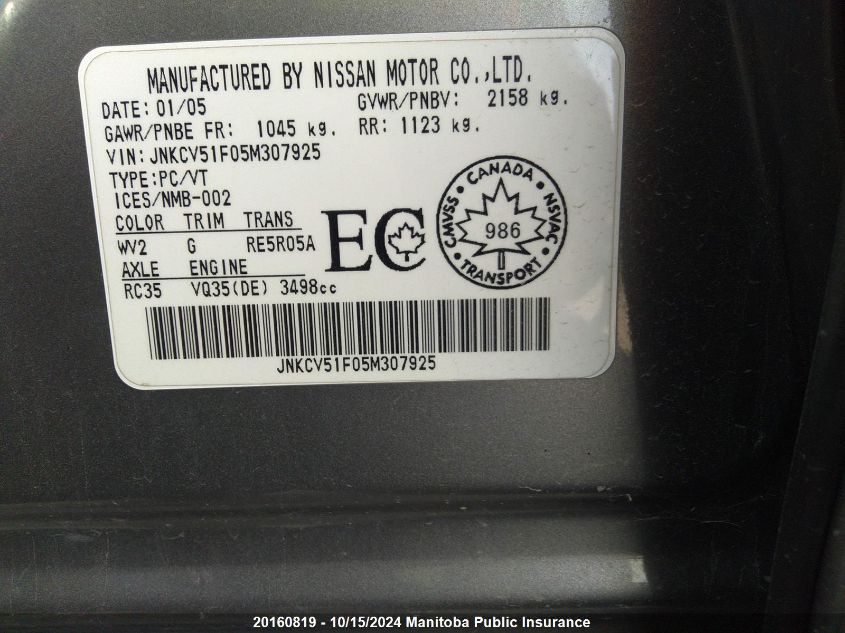 MANUFACTURED BY NISSAN MOTOR CO.,LTD.
DATE: 01/05 GVWR/PNBV: 2158 kg.
GAWR/PNBE FR: 1045 kg. RR: 1123 kg.
VIN: JNKCV51F05M307925
TYPE:PC/VT
ICES/NMB-002
COLOR TRIM TRANS
WV2 G RE5R05A
AXLE ENGINE
RC35 VQ35(DE) 3498cc
EC
CANADA
CMVSS NSVAC
986
TRANSPORT
JNKCV51F05M307925
20160819 - 10/15/2024 Manitoba Public Insurance